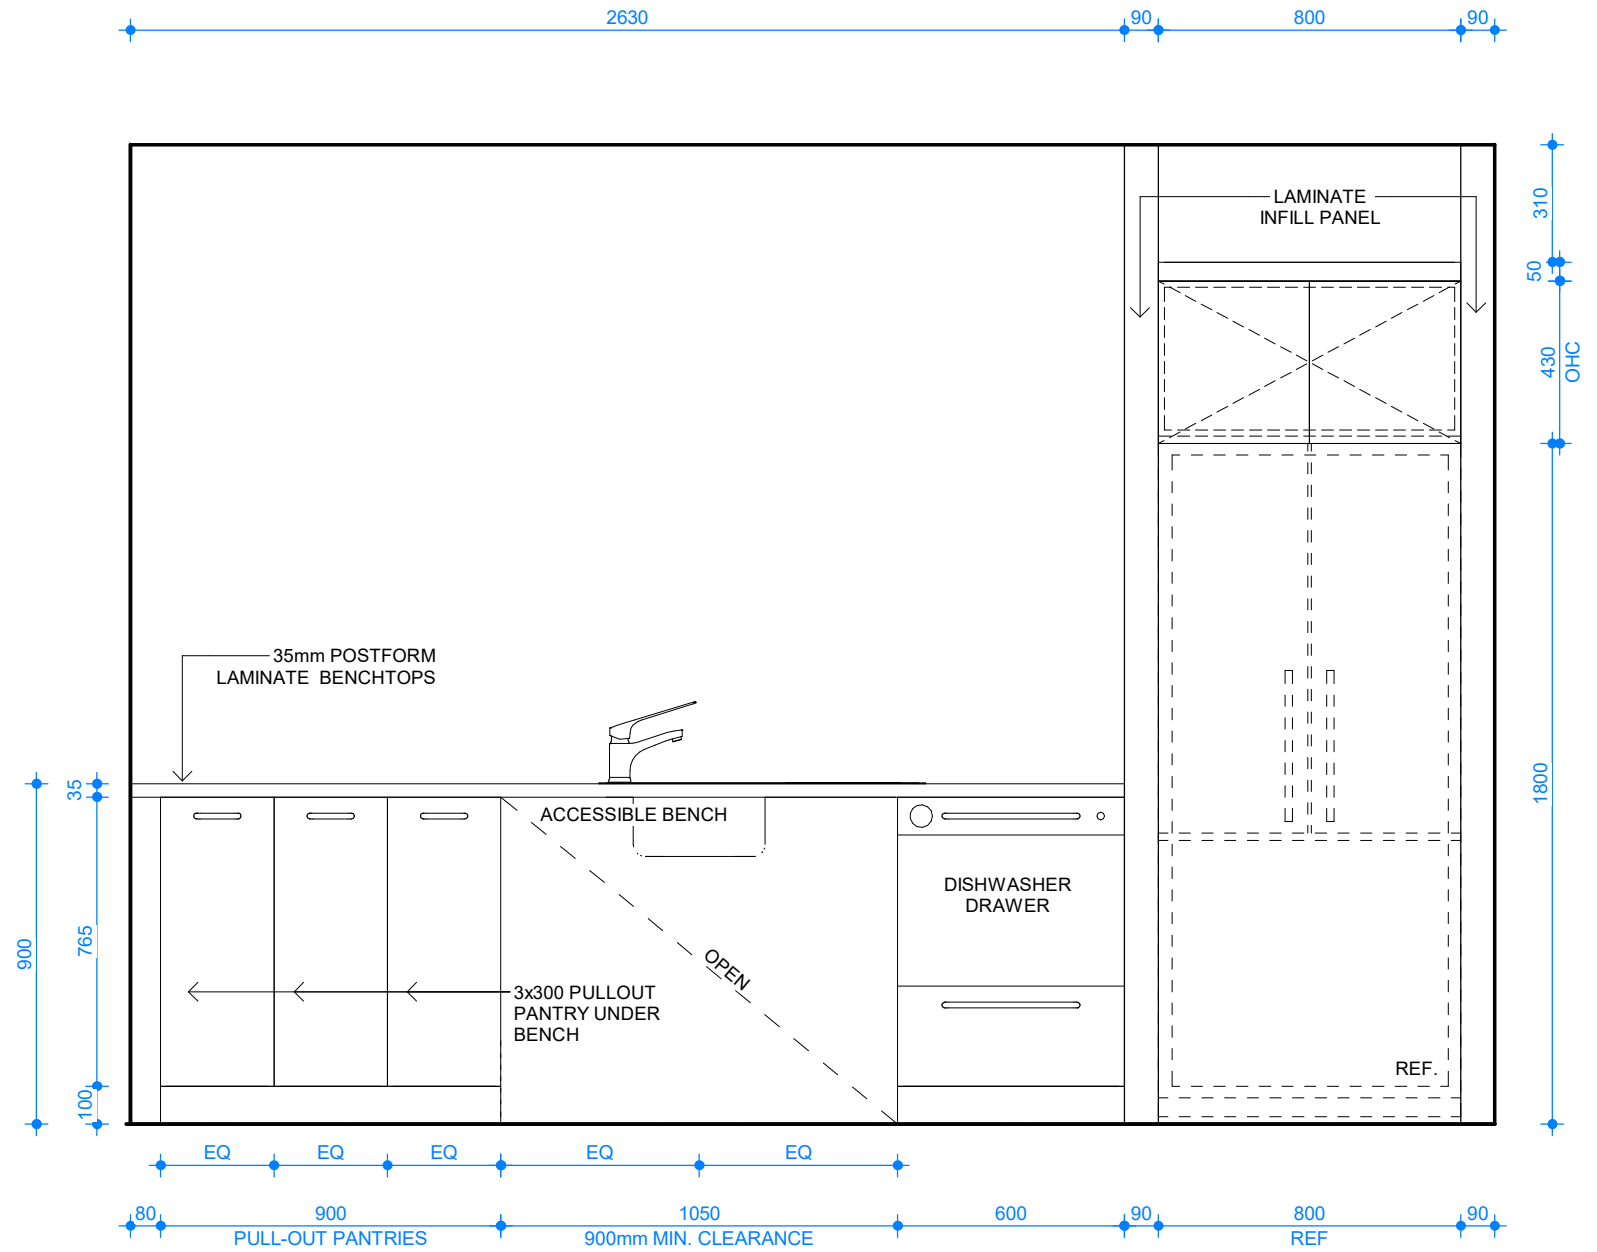 2630
90
800
90
LAMINATE
INFILL PANEL
310
50
430
OHC
1800
35mm POSTFORM
LAMINATE BENCHTOPS
35
765
100
900
ACCESSIBLE BENCH
DISHWASHER
DRAWER
OPEN
3x300 PULLOUT
PANTRY UNDER
BENCH
REF.
EQ
EQ
EQ
EQ
EQ
80
900
1050
600
90
800
90
PULL-OUT PANTRIES
900mm MIN. CLEARANCE
REF